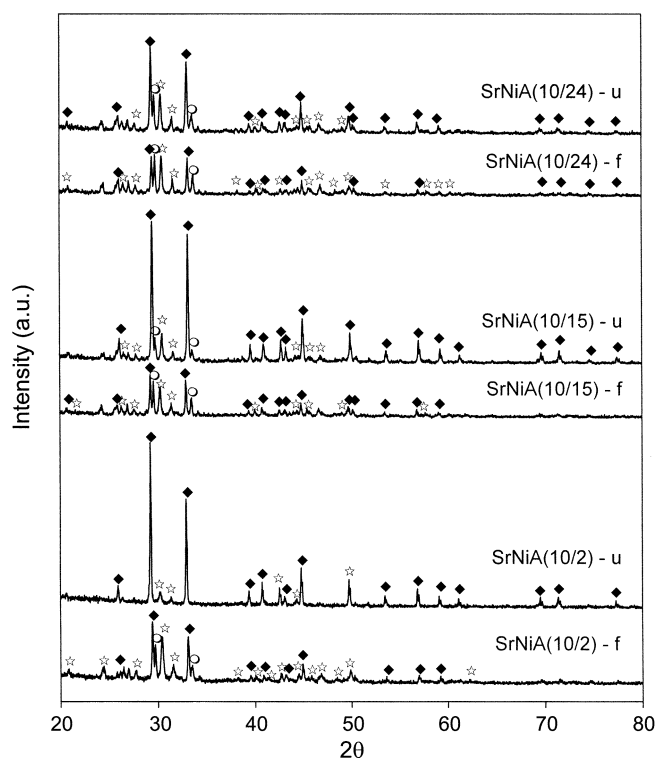 SrNiA(10/24) - u
SrNiA(10/24) - f
SrNiA(10/15) - u
SrNiA(10/15) - f
SrNiA(10/2) - u
SrNiA(10/2) - f
Intensity (a.u.)
20 30 40 50 60 70 80
2θ